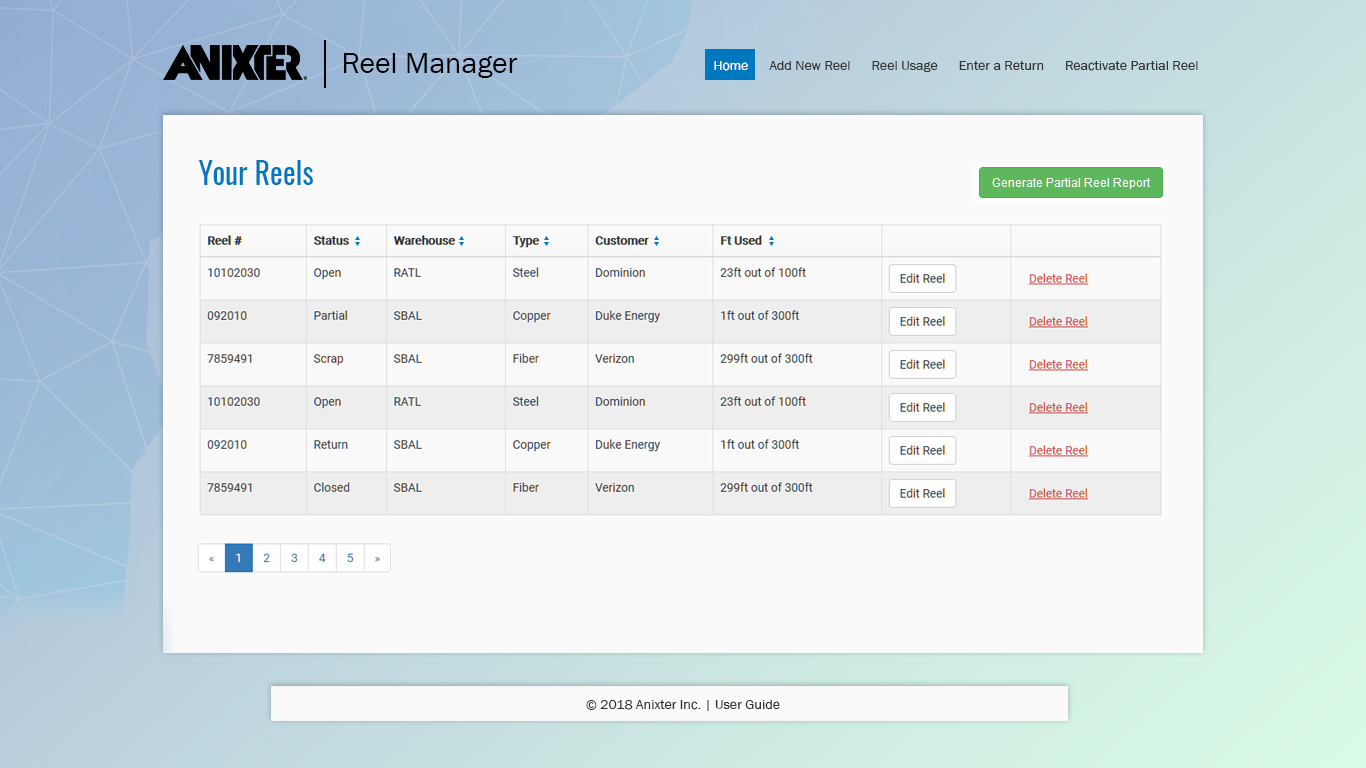 ANIXTER. Reel Manager Home Add New Reel Reel Usage Enter a Return Reactivate Partial Reel
Your Reels
Generate Partial Reel Report
Reel # Status Warehouse Type Customer Ft Used
10102030 Open RATL Steel Dominion 23ft out of 100ft Edit Reel Delete Reel
092010 Partial SBAL Copper Duke Energy 1ft out of 300ft Edit Reel Delete Reel
7859491 Scrap SBAL Fiber Verizon 299ft out of 300ft Edit Reel Delete Reel
10102030 Open RATL Steel Dominion 23ft out of 100ft Edit Reel Delete Reel
092010 Return SBAL Copper Duke Energy 1ft out of 300ft Edit Reel Delete Reel
7859491 Closed SBAL Fiber Verizon 299ft out of 300ft Edit Reel Delete Reel
« 1 2 3 4 5 »
© 2018 Anixter Inc. | User Guide